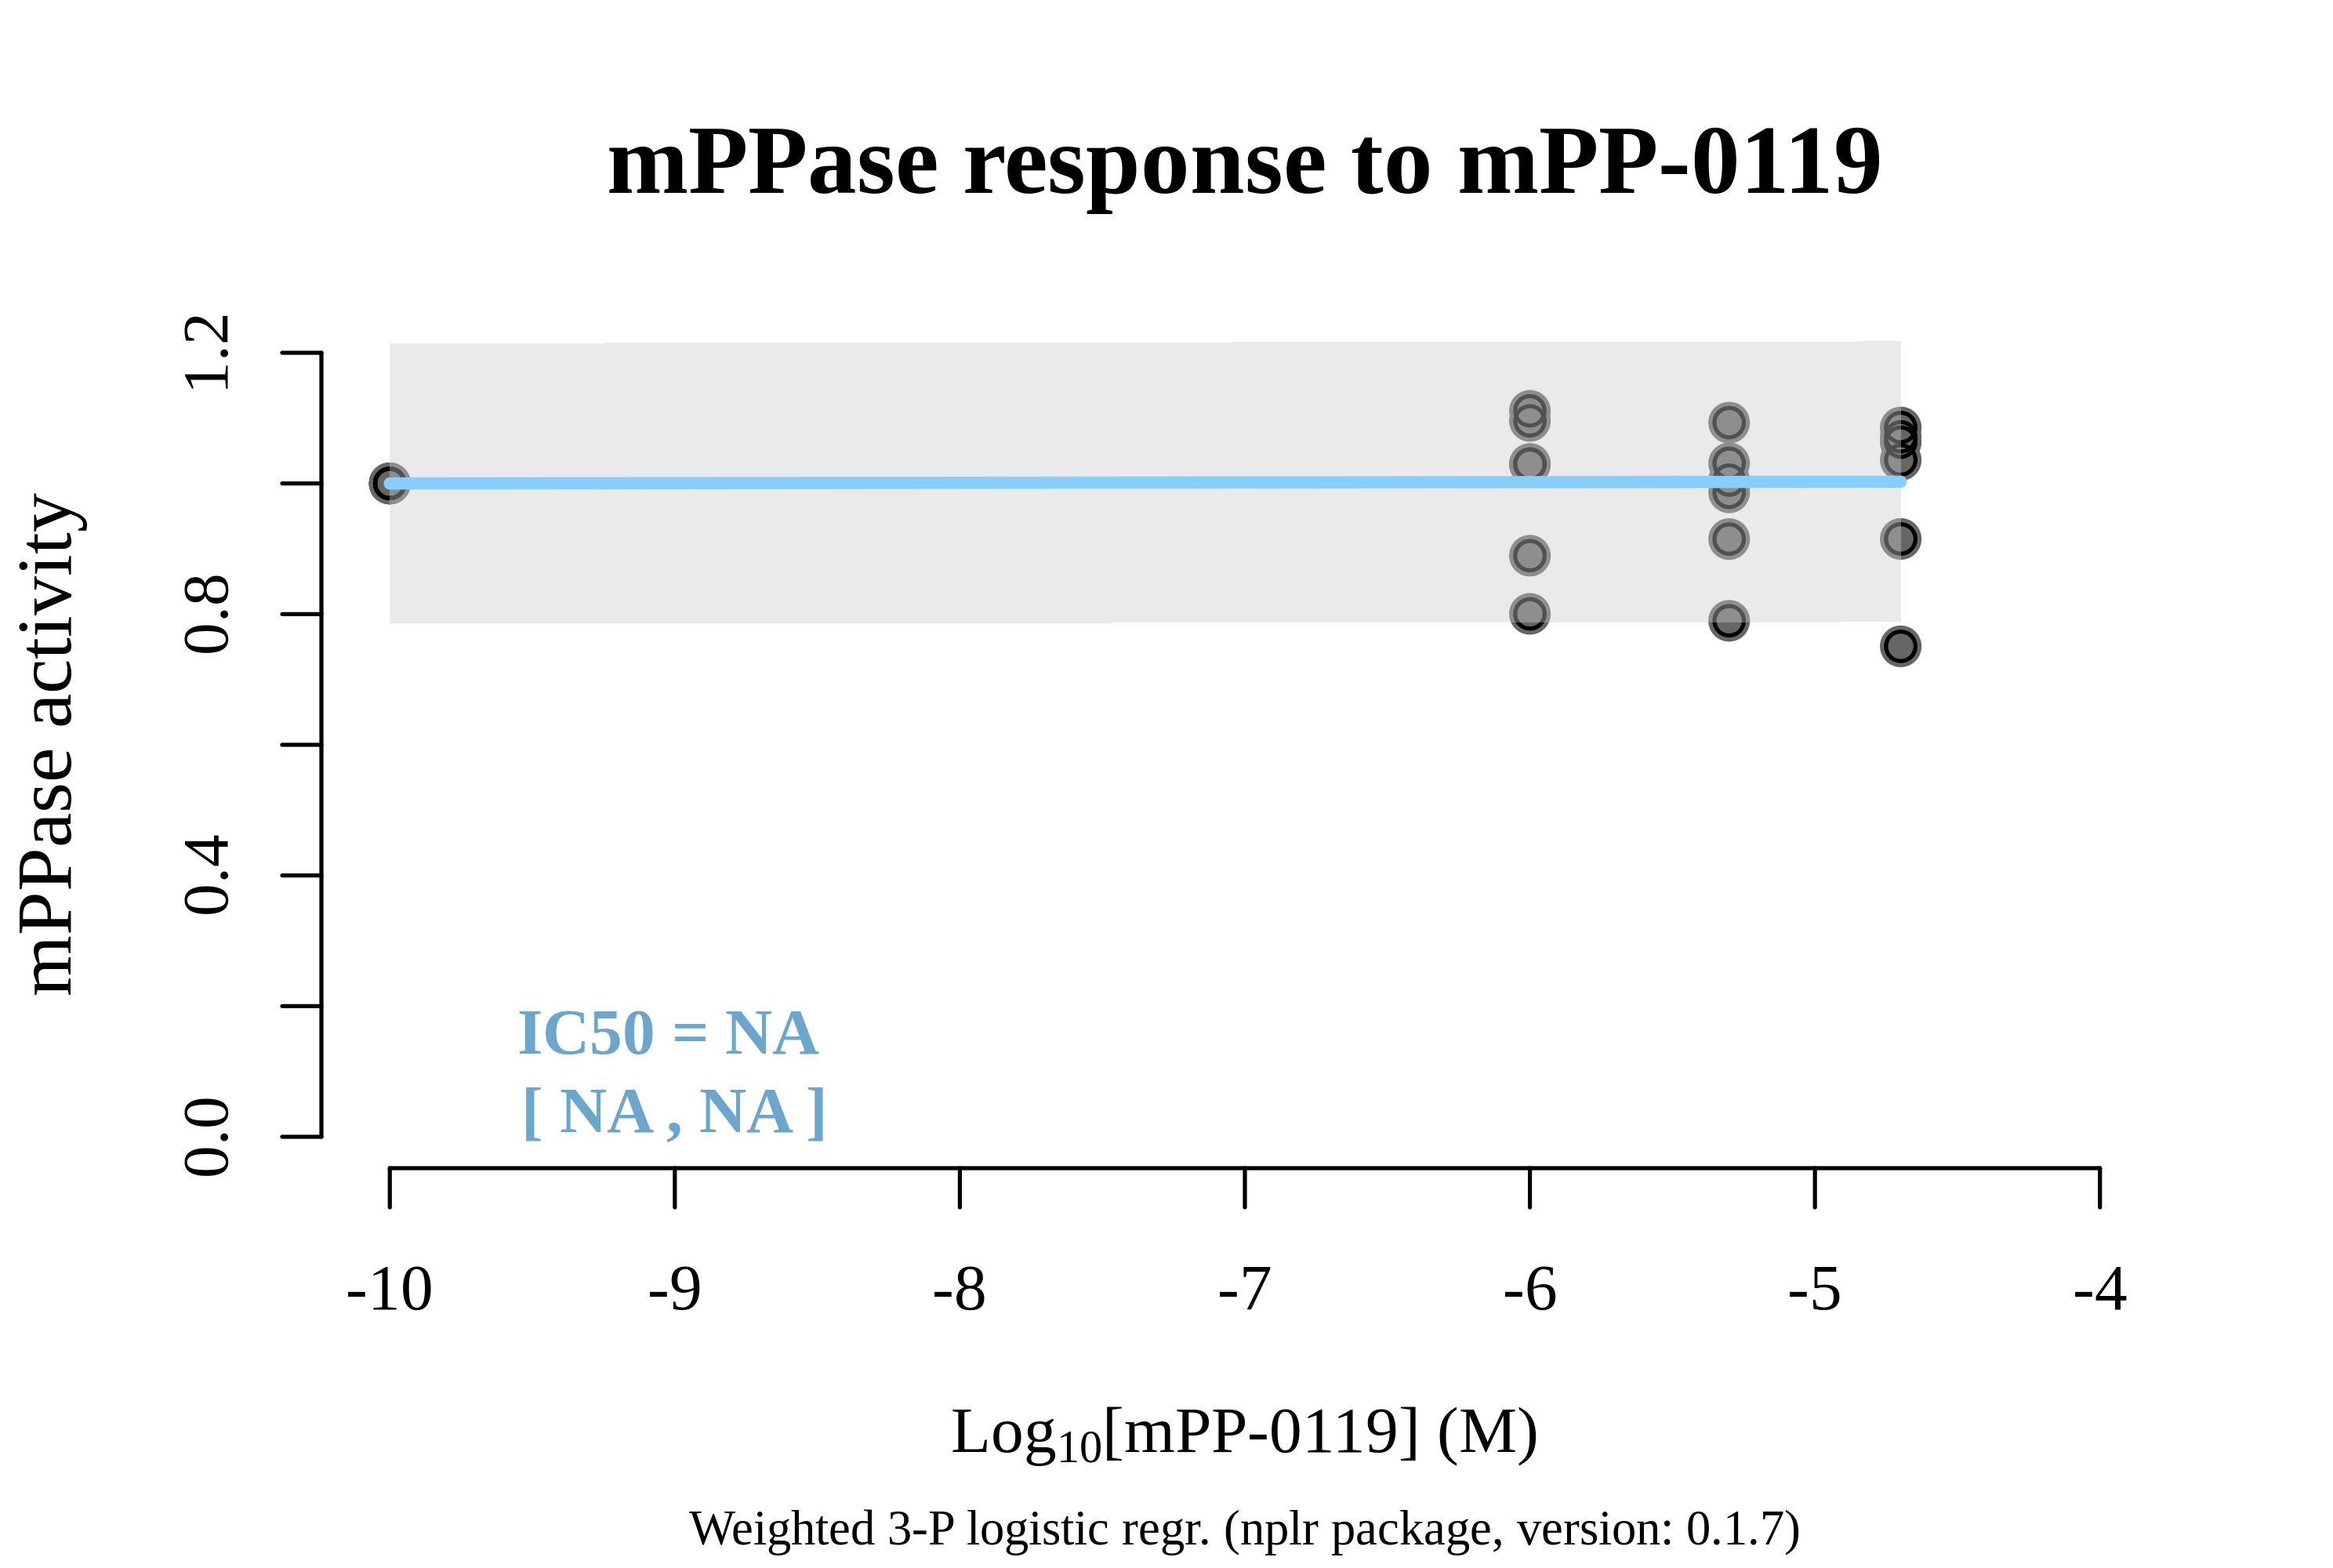 mPPase response to mPP-0119
mPPase activity
1.2
0.8
0.4
0.0
IC50 = NA
[ NA , NA ]
-10 -9 -8 -7 -6 -5 -4
Log10[mPP-0119] (M)
Weighted 3-P logistic regr. (nplr package, version: 0.1.7)